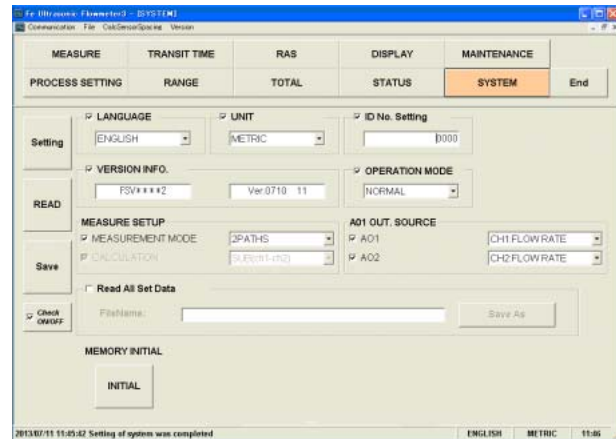 Fe Ultrasonic Flowmeter3 - [SYSTEM]
Communication File CalcSensorSpacing Version
MEASURE TRANSIT TIME RAS DISPLAY MAINTENANCE
PROCESS SETTING RANGE TOTAL STATUS SYSTEM End
Setting
READ
Save
Check
ON/OFF
LANGUAGE UNIT ID No. Setting
ENGLISH METRIC 0000
VERSION INFO. OPERATION MODE
FSV****2 Ver.0710 11 NORMAL
MEASURE SETUP A01 OUT. SOURCE
MEASUREMENT MODE 2PATHS AO1 CH1:FLOW RATE
CALCULATION SUB(ch1-ch2) AO2 CH2:FLOW RATE
Read All Set Data
FileName: Save As
MEMORY INITIAL
INITIAL
2013/07/11 11:45:42 Setting of system was completed ENGLISH METRIC 11:46